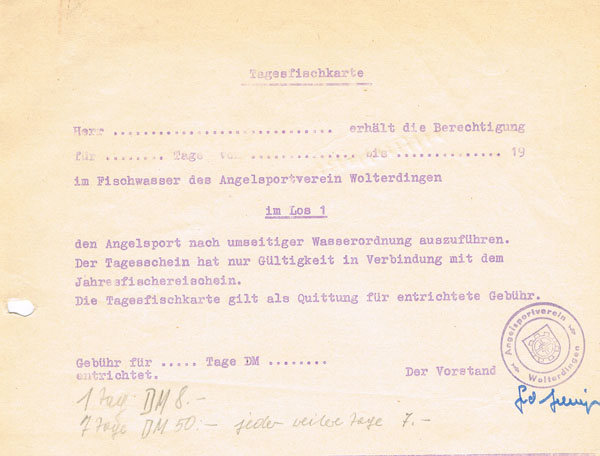 Tagesfischkarte
Herr .............................. erhält die Berechtigung
für ........ Tage vom .............. bis ............... 19
im Fischwasser des Angelsportverein Wolterdingen
im Los 1
den Angelsport nach umseitiger Wasserordnung auszuführen.
Der Tagesschein hat nur Gültigkeit in Verbindung mit dem
Jahresfischereischein.
Die Tagesfischkarte gilt als Quittung für entrichtete Gebühr.
Gebühr für ..... Tage DM ........
entrichtet.
Der Vorstand
Angelsportverein
Wolterdingen
1 Tag DM 8.-
7 Tage DM 50.- jeder weitere Tage 7.-